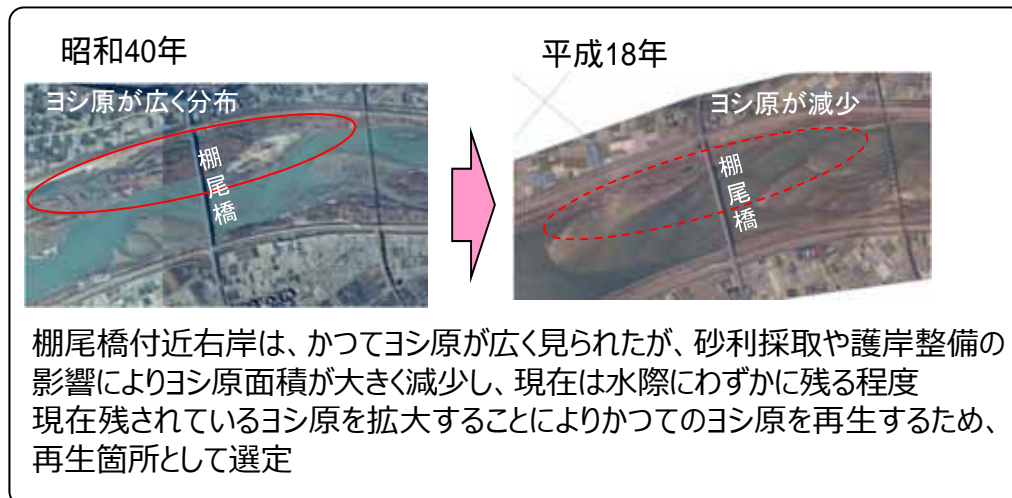 昭和40年
平成18年
ヨシ原が広く分布
ヨシ原が減少
棚尾橋
棚尾橋
棚尾橋付近右岸は、かつてヨシ原が広く見られたが、砂利採取や護岸整備の
影響によりヨシ原面積が大きく減少し、現在は水際にわずかに残る程度
現在残されているヨシ原を拡大することによりかつてのヨシ原を再生するため、
再生箇所として選定